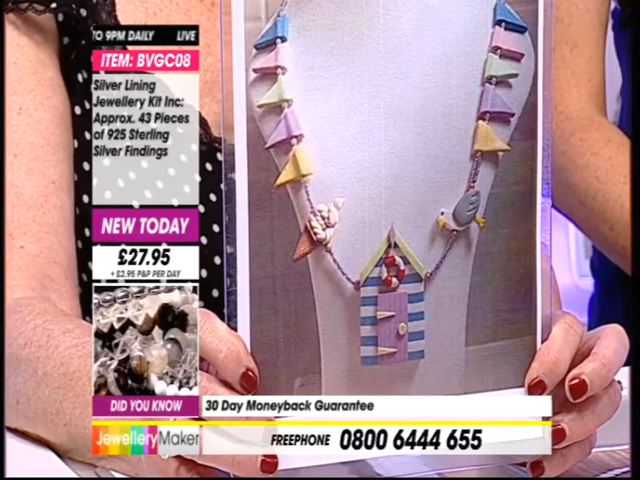 TO 9PM DAILY LIVE
ITEM: BVGC08
Silver Lining
Jewellery Kit Inc:
Approx. 43 Pieces
of 925 Sterling
Silver Findings
NEW TODAY
£27.95
+ £2.95 P&P PER DAY
DID YOU KNOW
30 Day Moneyback Guarantee
JewelleryMaker
FREEPHONE 0800 6444 655